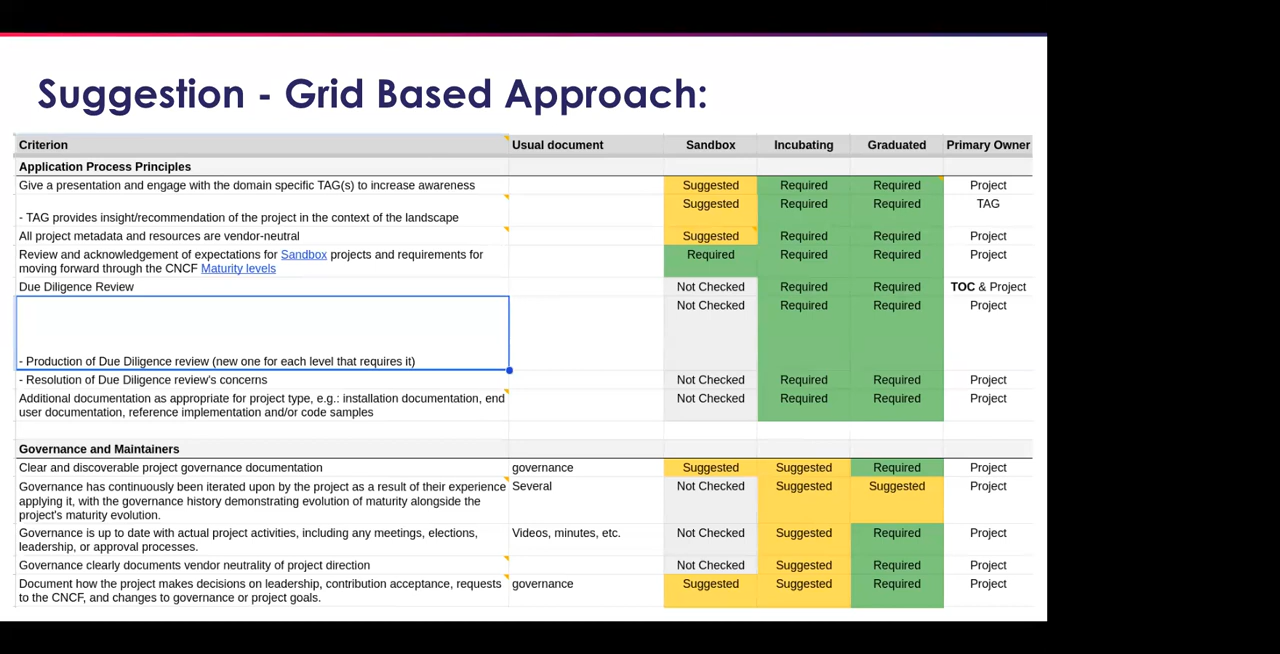 Suggestion - Grid Based Approach:
Criterion Usual document Sandbox Incubating Graduated Primary Owner
Application Process Principles
Give a presentation and engage with the domain specific TAG(s) to increase awareness Suggested Required Required Project
- TAG provides insight/recommendation of the project in the context of the landscape Suggested Required Required TAG
All project metadata and resources are vendor-neutral Suggested Required Required Project
Review and acknowledgement of expectations for Sandbox projects and requirements for Required Required Required Project
moving forward through the CNCF Maturity levels
Due Diligence Review Not Checked Required Required TOC & Project
- Production of Due Diligence review (new one for each level that requires it) Not Checked Required Required Project
- Resolution of Due Diligence review's concerns Not Checked Required Required Project
Additional documentation as appropriate for project type, e.g.: installation documentation, end Not Checked Required Required Project
user documentation, reference implementation and/or code samples
Governance and Maintainers
Clear and discoverable project governance documentation governance Suggested Suggested Required Project
Governance has continuously been iterated upon by the project as a result of their experience Several Not Checked Suggested Suggested Project
applying it, with the governance history demonstrating evolution of maturity alongside the
project's maturity evolution.
Governance is up to date with actual project activities, including any meetings, elections, Videos, minutes, etc. Not Checked Suggested Required Project
leadership, or approval processes.
Governance clearly documents vendor neutrality of project direction Not Checked Suggested Required Project
Document how the project makes decisions on leadership, contribution acceptance, requests governance Suggested Suggested Required Project
to the CNCF, and changes to governance or project goals.